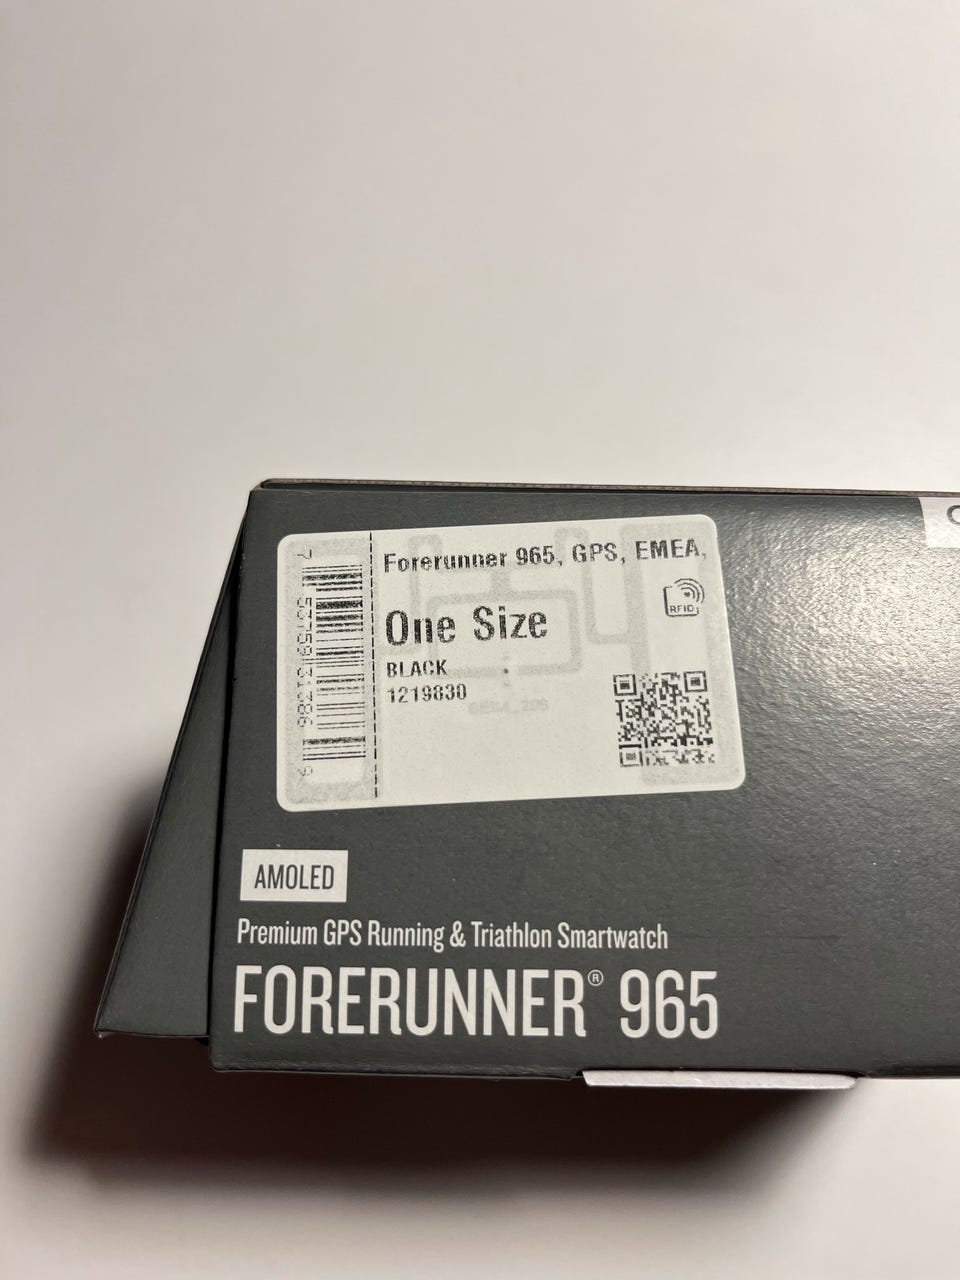 Forerunner 965, GPS, EMEA,
One Size
RFID
BLACK
1219830
AMOLED
Premium GPS Running & Triathlon Smartwatch
FORERUNNER® 965